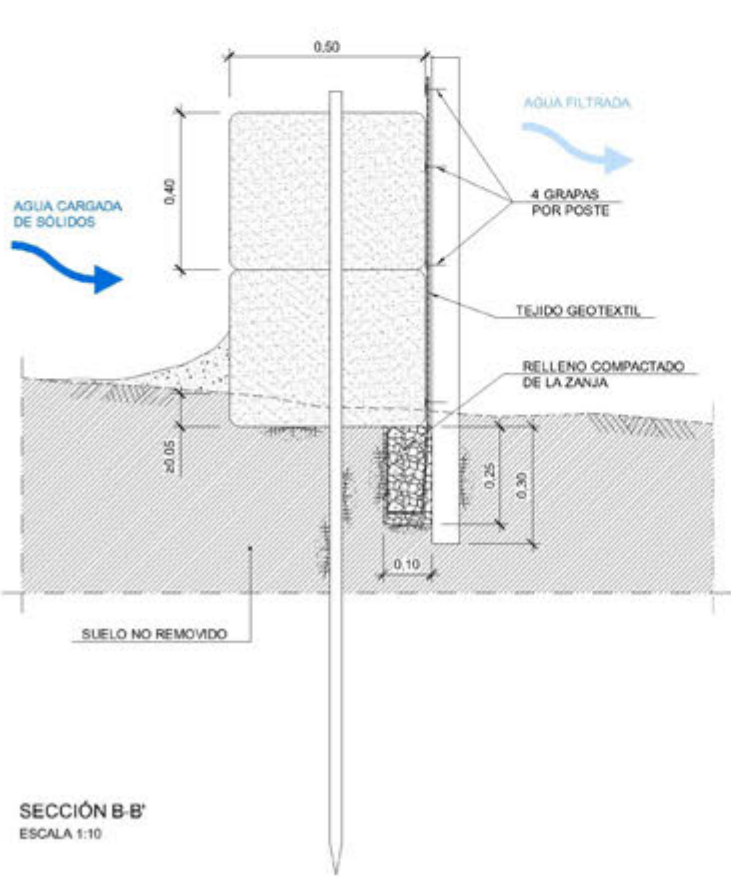 0,50
AGUA FILTRADA
0,40
4 GRAPAS
POR POSTE
AGUA CARGADA
DE SÓLIDOS
TEJIDO GEOTEXTIL
RELLENO COMPACTADO
DE LA ZANJA
≥0.05
0,25
0,30
0,10
SUELO NO REMOVIDO
SECCIÓN B-B'
ESCALA 1:10